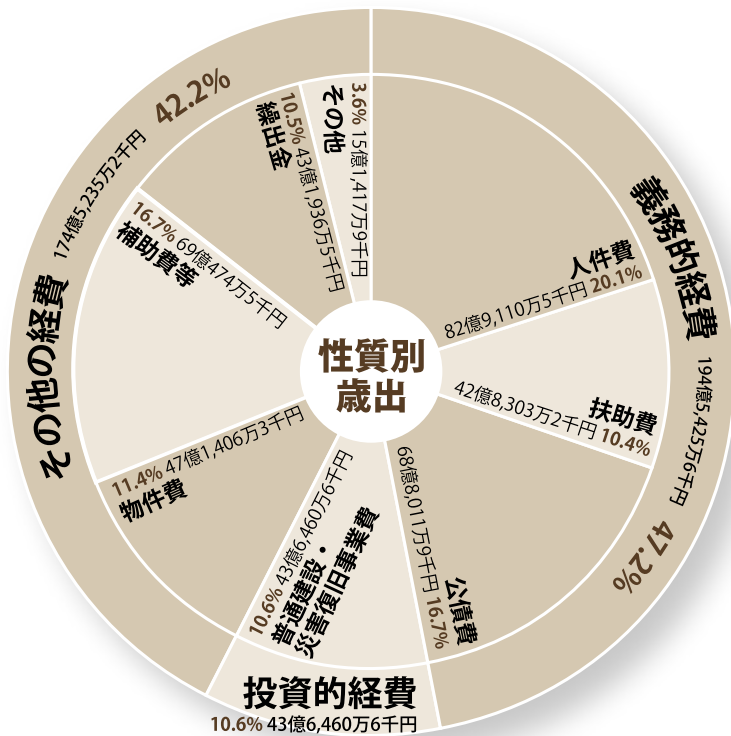 性質別
歳出
義務的経費
194億5,425万6千円
47.2%
人件費
82億9,110万5千円 20.1%
扶助費
42億8,303万2千円 10.4%
公債費
68億8,011万9千円 16.7%
投資的経費
10.6% 43億6,460万6千円
普通建設・
災害復旧事業費
10.6% 43億6,460万6千円
その他の経費
174億5,235万2千円
42.2%
物件費
11.4% 47億1,406万3千円
補助費等
16.7% 69億474万5千円
繰出金
10.5% 43億1,936万5千円
その他
3.6% 15億1,417万9千円